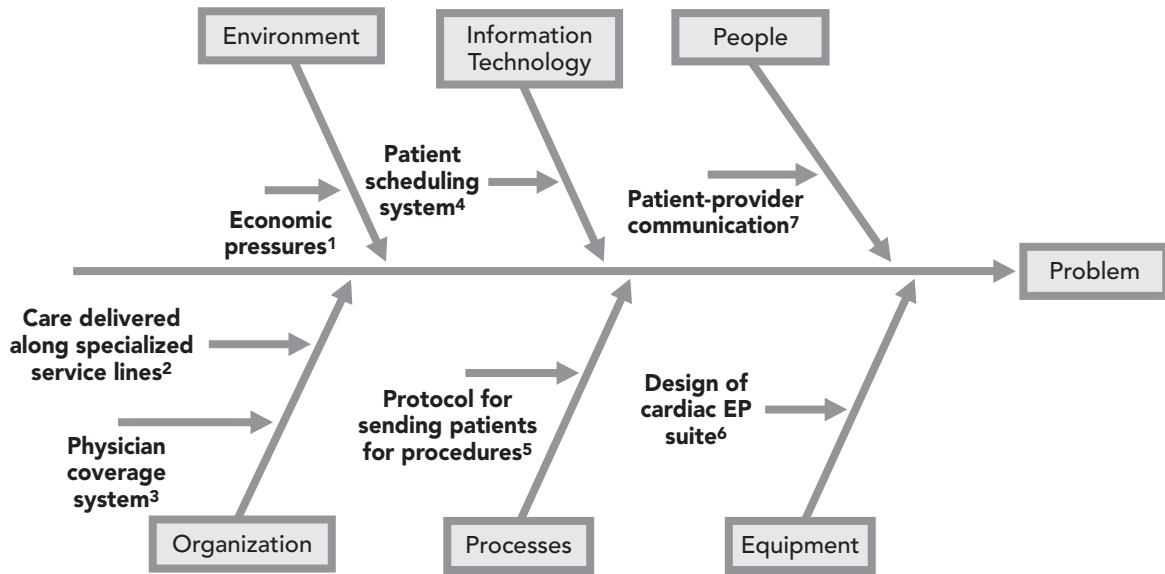 Environment
Information
Technology
People
Patient
scheduling
system⁴
Economic
pressures¹
Patient-provider
communication⁷
Problem
Care delivered
along specialized
service lines²
Physician
coverage
system³
Protocol for
sending patients
for procedures⁵
Design of
cardiac EP
suite⁶
Organization
Processes
Equipment